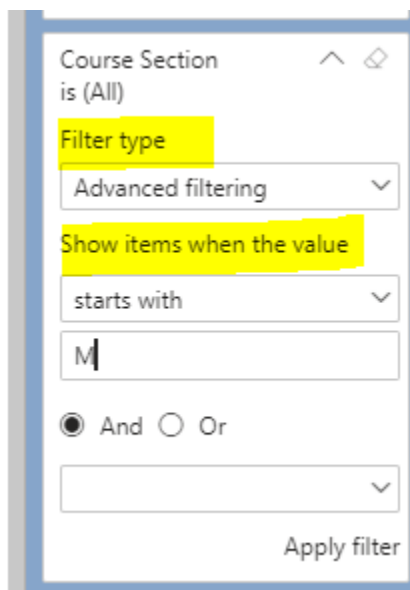 Course Section
is (All)
Filter type
Advanced filtering
Show items when the value
starts with
M
And Or
Apply filter